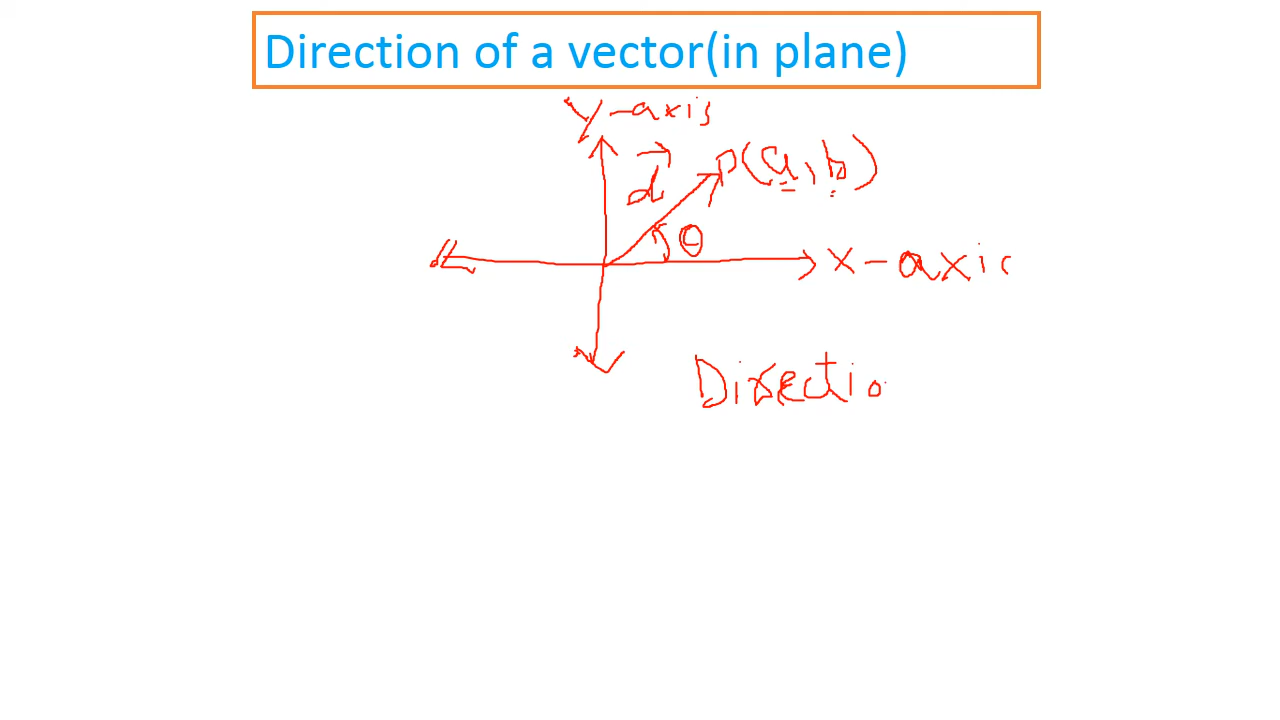 Direction of a vector(in plane)
y-axis
d P(a,b)
θ
x-axic
Directio